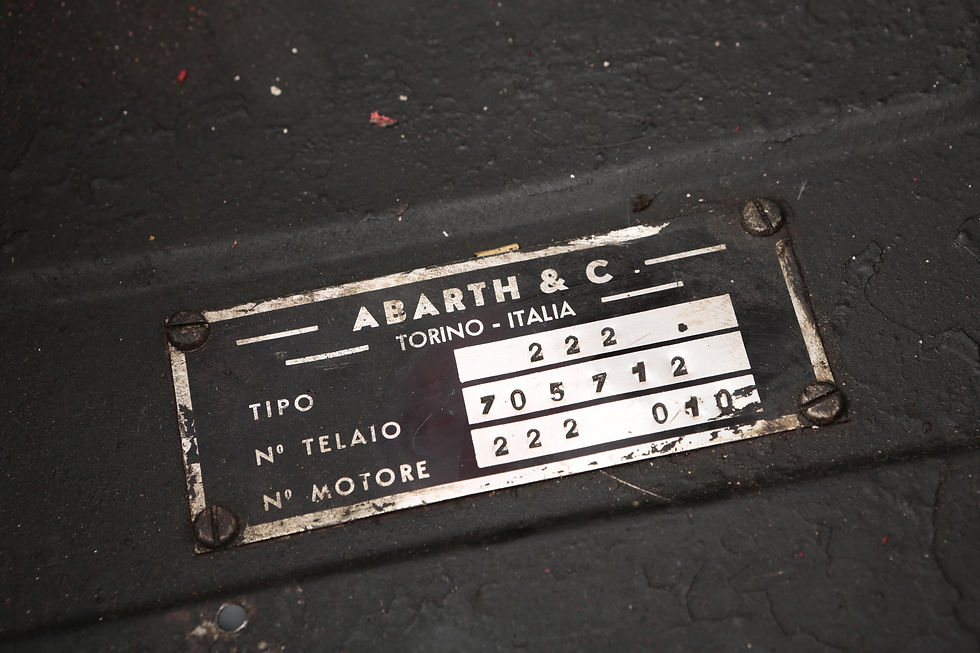 ABARTH & C.
TORINO - ITALIA
TIPO 222
Nº TELAIO 705712
Nº MOTORE 222 010